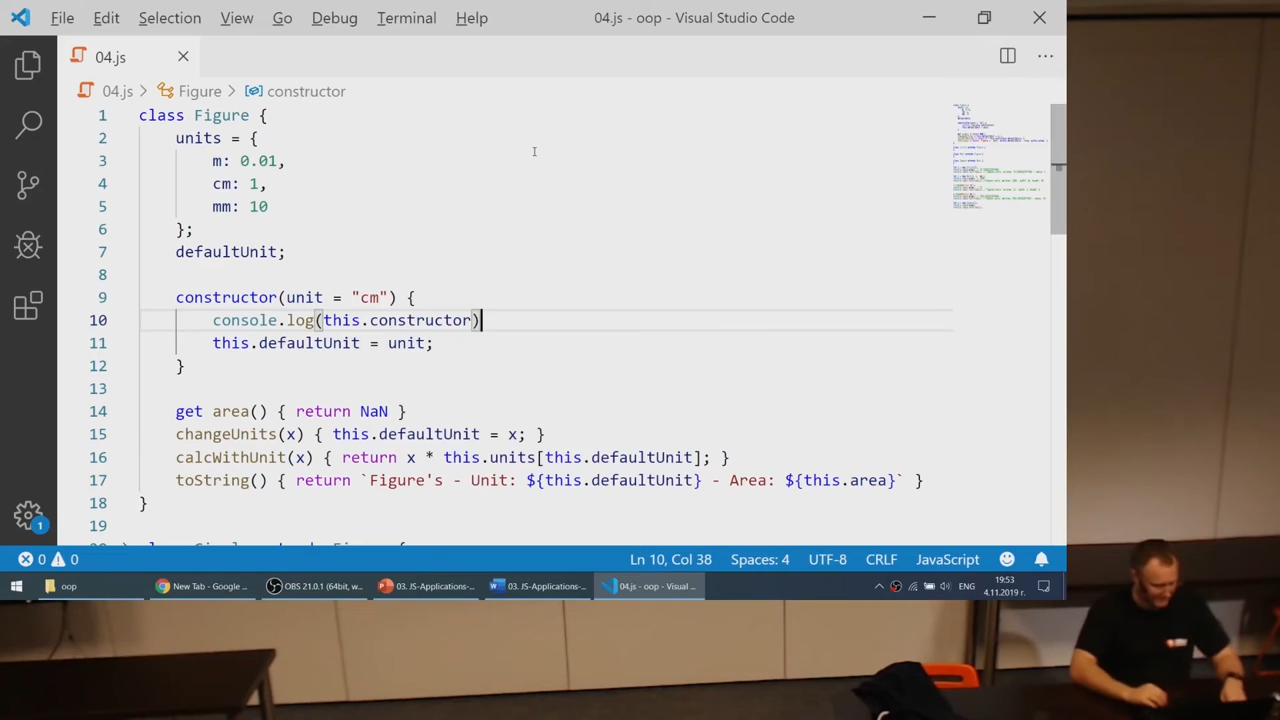 File Edit Selection View Go Debug Terminal Help 04.js - oop - Visual Studio Code
04.js
04.js Figure constructor
1 class Figure {
2 units = {
3 m: 0.01,
4 cm: 1,
5 mm: 10
6 };
7 defaultUnit;
8
9 constructor(unit = "cm") {
10 console.log(this.constructor)
11 this.defaultUnit = unit;
12 }
13
14 get area() { return NaN }
15 changeUnits(x) { this.defaultUnit = x; }
16 calcWithUnit(x) { return x * this.units[this.defaultUnit]; }
17 toString() { return `Figure's - Unit: ${this.defaultUnit} - Area: ${this.area}` }
18 }
19
1
0 0 Ln 10, Col 38 Spaces: 4 UTF-8 CRLF JavaScript
oop New Tab - Google ... OBS 21.0.1 (64bit, w... 03. JS-Applications-... 03. JS-Applications-... 04.js - oop - Visual ... ЕНГ 19:53
4.11.2019 г.